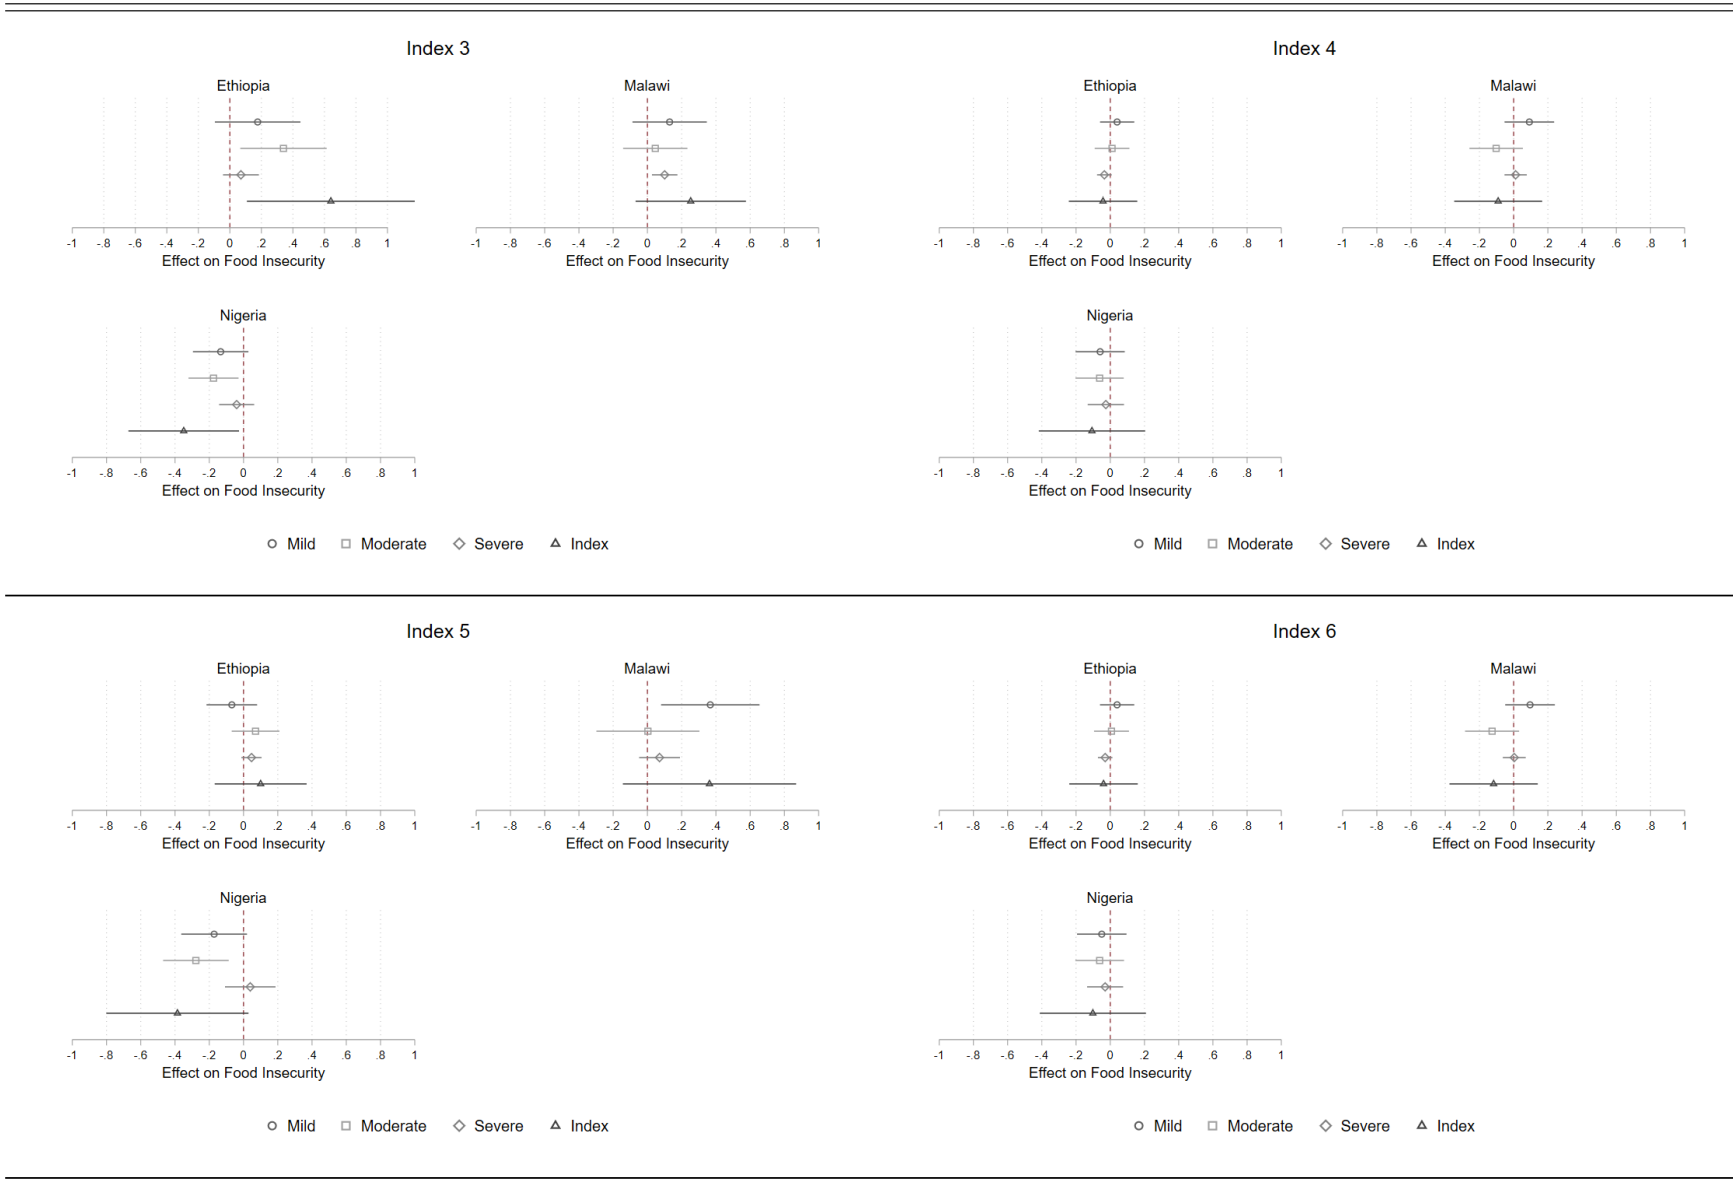 Index 3
Ethiopia
-1 -.8 -.6 -.4 -.2 0 .2 .4 .6 .8 1
Effect on Food Insecurity
Malawi
-1 -.8 -.6 -.4 -.2 0 .2 .4 .6 .8 1
Effect on Food Insecurity
Nigeria
-1 -.8 -.6 -.4 -.2 0 .2 .4 .6 .8 1
Effect on Food Insecurity
Mild Moderate Severe Index
Index 4
Ethiopia
-1 -.8 -.6 -.4 -.2 0 .2 .4 .6 .8 1
Effect on Food Insecurity
Malawi
-1 -.8 -.6 -.4 -.2 0 .2 .4 .6 .8 1
Effect on Food Insecurity
Nigeria
-1 -.8 -.6 -.4 -.2 0 .2 .4 .6 .8 1
Effect on Food Insecurity
Mild Moderate Severe Index
Index 5
Ethiopia
-1 -.8 -.6 -.4 -.2 0 .2 .4 .6 .8 1
Effect on Food Insecurity
Malawi
-1 -.8 -.6 -.4 -.2 0 .2 .4 .6 .8 1
Effect on Food Insecurity
Nigeria
-1 -.8 -.6 -.4 -.2 0 .2 .4 .6 .8 1
Effect on Food Insecurity
Mild Moderate Severe Index
Index 6
Ethiopia
-1 -.8 -.6 -.4 -.2 0 .2 .4 .6 .8 1
Effect on Food Insecurity
Malawi
-1 -.8 -.6 -.4 -.2 0 .2 .4 .6 .8 1
Effect on Food Insecurity
Nigeria
-1 -.8 -.6 -.4 -.2 0 .2 .4 .6 .8 1
Effect on Food Insecurity
Mild Moderate Severe Index